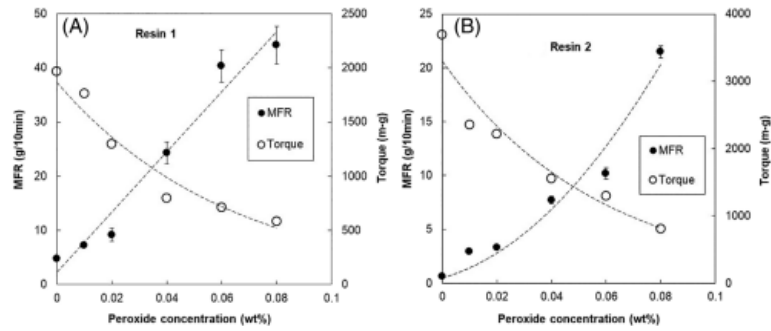 (A)
Resin 1
MFR (g/10min)
50
40
30
20
10
0
Torque (m-g)
2500
2000
1500
1000
500
0
MFR
Torque
0 0.02 0.04 0.06 0.08 0.1
Peroxide concentration (wt%)
(B)
Resin 2
MFR (g/10min)
25
20
15
10
5
0
Torque (m-g)
4000
3000
2000
1000
0
MFR
Torque
0 0.02 0.04 0.06 0.08 0.1
Peroxide concentration (wt%)